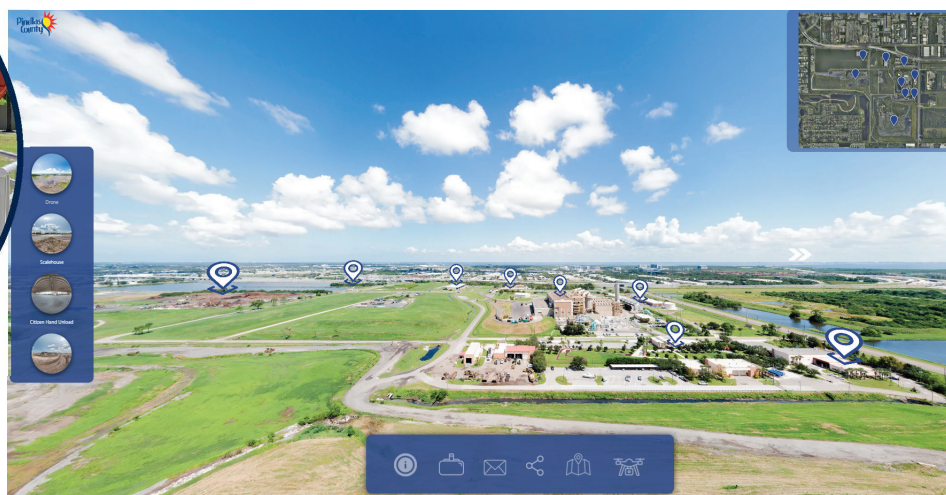 Pinellas
County
Drone
Scalehouse
Citizen Hand Unload